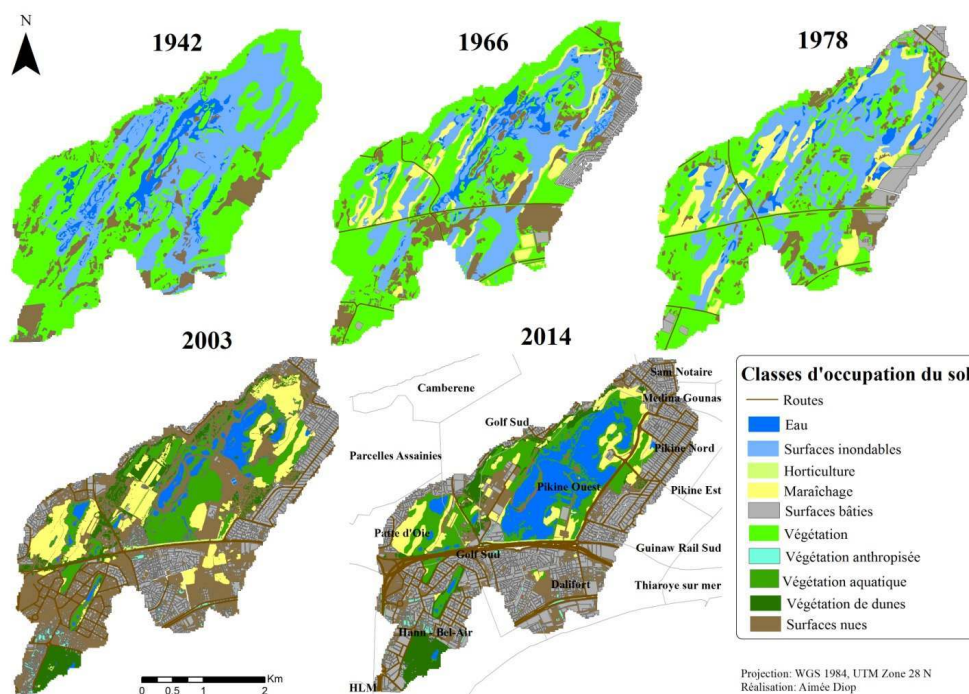 N
1942
1966
1978
2003
2014
Camberene
Sam Notaire
Medina Gounas
Golf Sud
Pikine Nord
Parcelles Assainies
Pikine Ouest
Pikine Est
Patte d'Oie
Golf Sud
Guinaw Rail Sud
Dalifort
Thiaroye sur mer
Hann - Bel-Air
HLM
0 0.5 1 2 Km
Classes d'occupation du sol
Routes
Eau
Surfaces inondables
Horticulture
Maraîchage
Surfaces bâties
Végétation
Végétation anthropisée
Végétation aquatique
Végétation de dunes
Surfaces nues
Projection: WGS 1984, UTM Zone 28 N
Réalisation: Aimée Diop